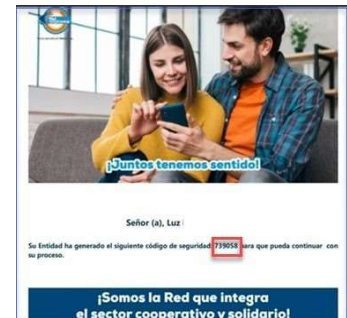 ¡Juntos tenemos sentido!
Señor (a), Luz
Su Entidad ha generado el siguiente código de seguridad 739058 para que pueda continuar con
su proceso.
¡Somos la Red que integra
el sector cooperativo y solidario!